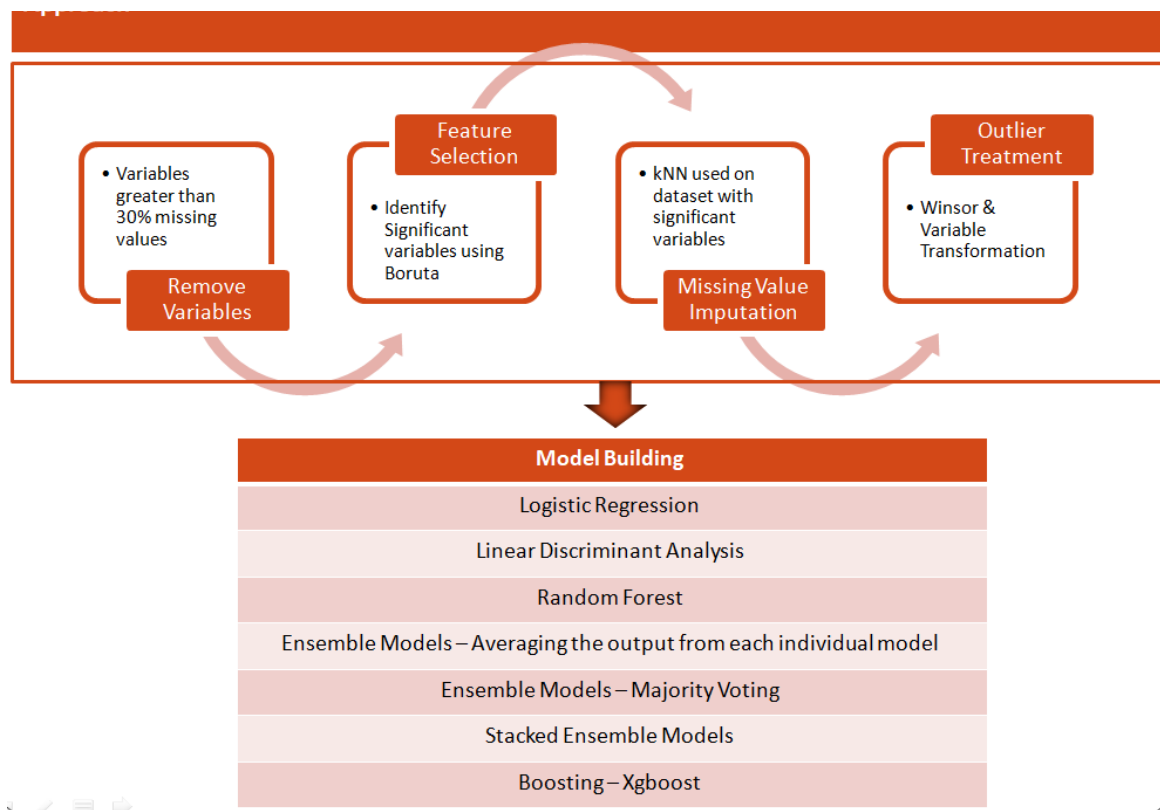 Feature
Selection
Outlier
Treatment
• Variables
greater than
30% missing
values
Remove
Variables
• Identify
Significant
variables using
Boruta
• kNN used on
dataset with
significant
variables
Missing Value
Imputation
• Winsor &
Variable
Transformation
Model Building
Logistic Regression
Linear Discriminant Analysis
Random Forest
Ensemble Models – Averaging the output from each individual model
Ensemble Models – Majority Voting
Stacked Ensemble Models
Boosting – Xgboost